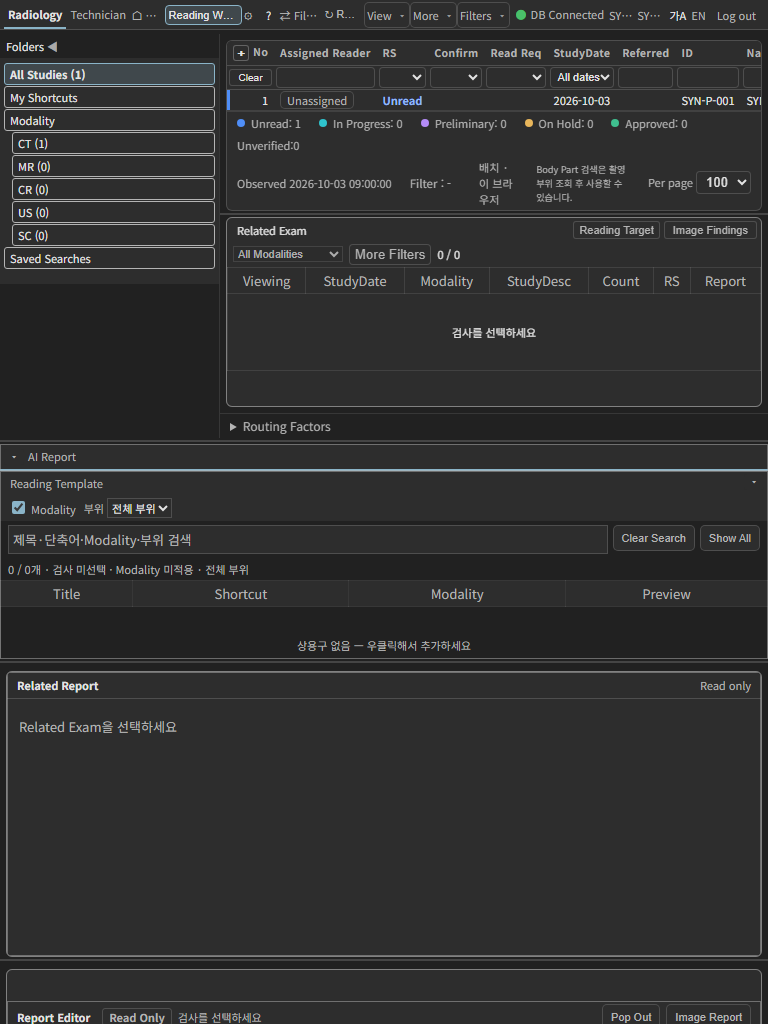 Radiology Technician ⌂ ··· Reading W... ⚙ ? ⇄ Fil··· ↻ R... View More Filters DB Connected SY··· SY··· 가A EN Log out
Folders ◀
All Studies (1)
My Shortcuts
Modality
CT (1)
MR (0)
CR (0)
US (0)
SC (0)
Saved Searches
+ No Assigned Reader RS Confirm Read Req StudyDate Referred ID Na
Clear All dates
1 Unassigned Unread 2026-10-03 SYN-P-001 SYI
Unread: 1 In Progress: 0 Preliminary: 0 On Hold: 0 Approved: 0
Unverified:0
Observed 2026-10-03 09:00:00 Filter : -
배치 ·
이 브라
우저
Body Part 검색은 촬영
부위 조회 후 사용할 수
있습니다.
Per page 100
Related Exam Reading Target Image Findings
All Modalities More Filters 0 / 0
Viewing StudyDate Modality StudyDesc Count RS Report
검사를 선택하세요
▶ Routing Factors
AI Report
Reading Template
Modality 부위 전체 부위
제목·단축어·Modality·부위 검색 Clear Search Show All
0 / 0개 · 검사 미선택 · Modality 미적용 · 전체 부위
Title Shortcut Modality Preview
상용구 없음 — 우클릭해서 추가하세요
Related Report Read only
Related Exam을 선택하세요
Report Editor Read Only 검사를 선택하세요 Pop Out Image Report